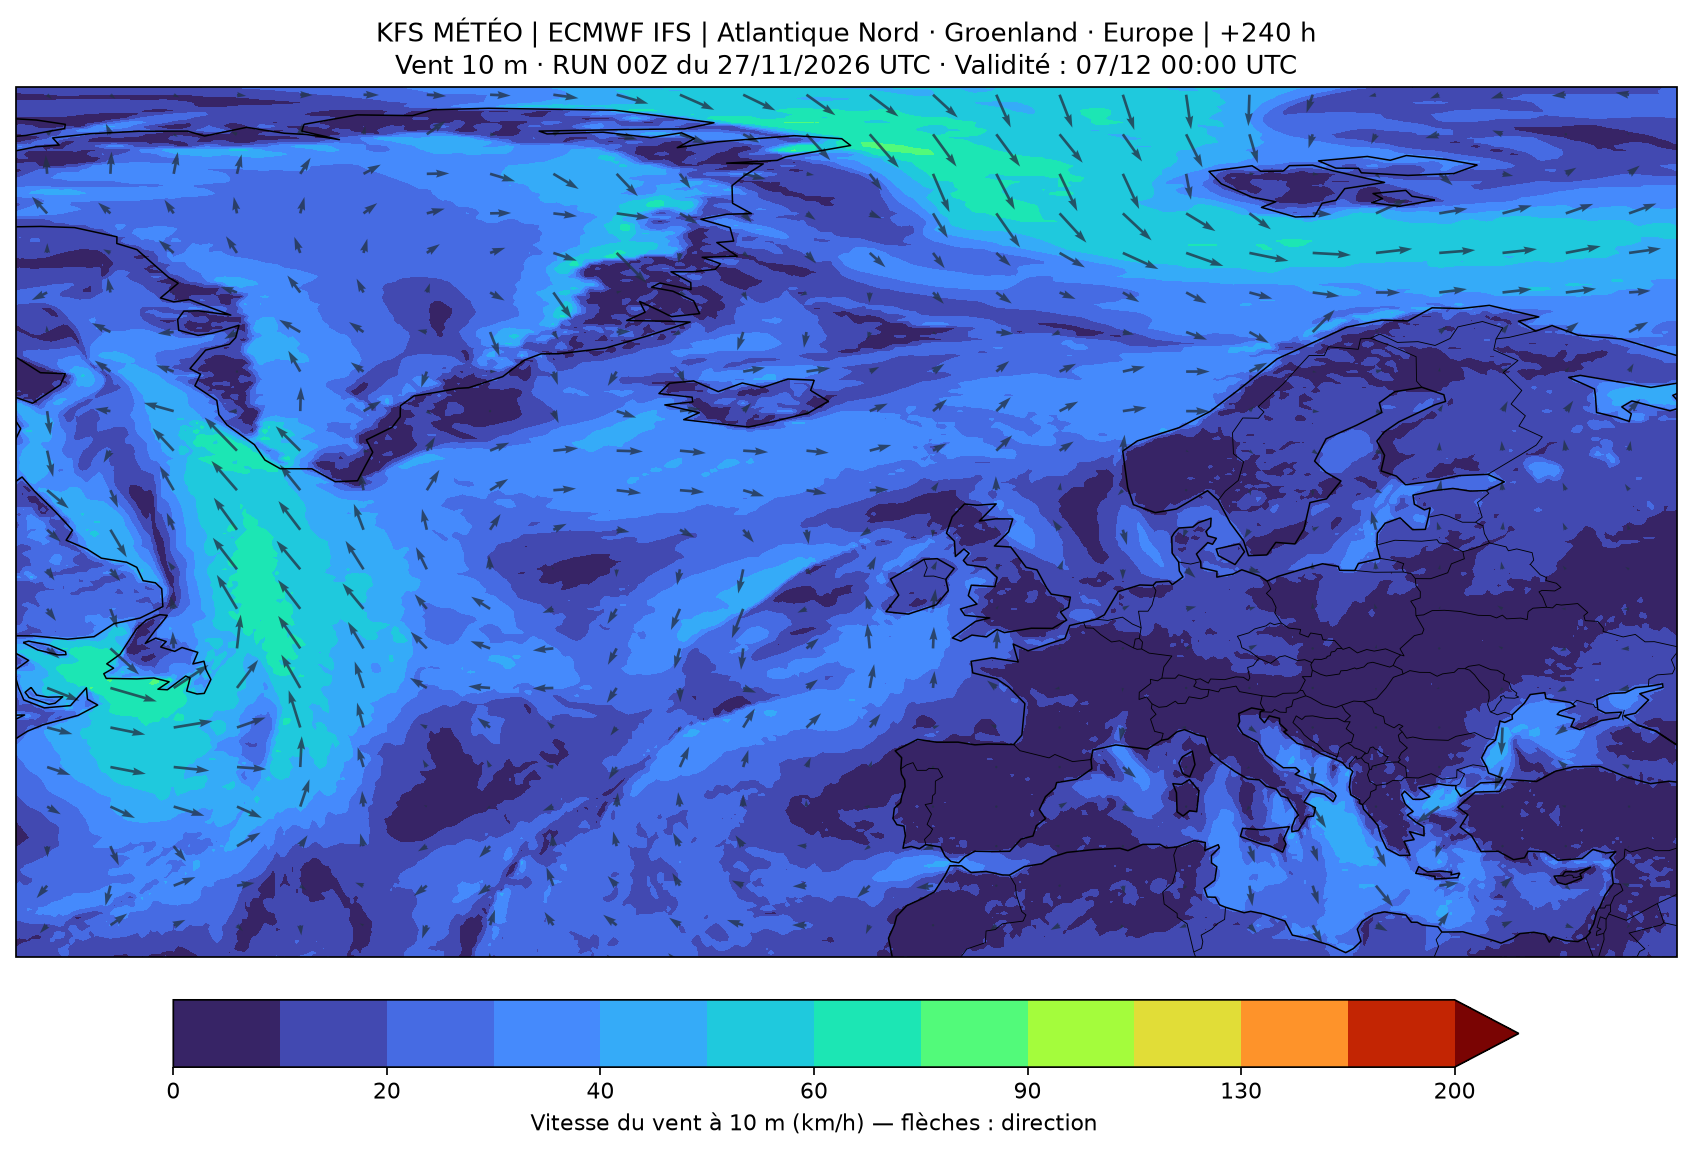 KFS MÉTÉO | ECMWF IFS | Atlantique Nord · Groenland · Europe | +240 h
Vent 10 m · RUN 00Z du 27/11/2026 UTC · Validité : 07/12 00:00 UTC
0 20 40 60 90 130 200
Vitesse du vent à 10 m (km/h) — flèches : direction